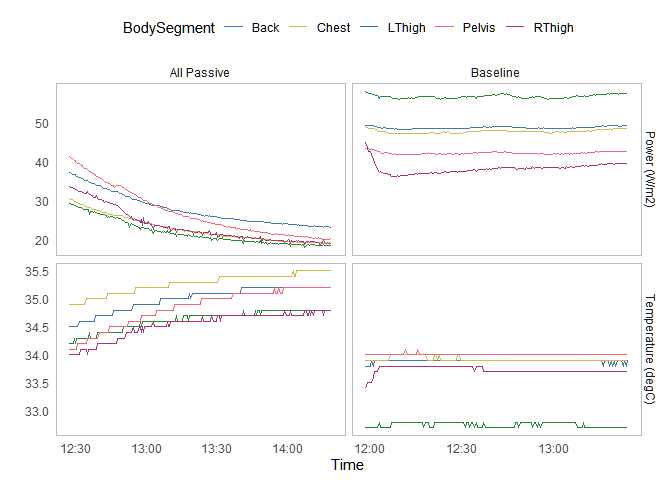 BodySegment Back Chest LThigh Pelvis RThigh
All Passive Baseline
50
40
30
20
Power (W/m2)
35.5
35.0
34.5
34.0
33.5
33.0
Temperature (degC)
12:30 13:00 13:30 14:00 12:00 12:30 13:00
Time